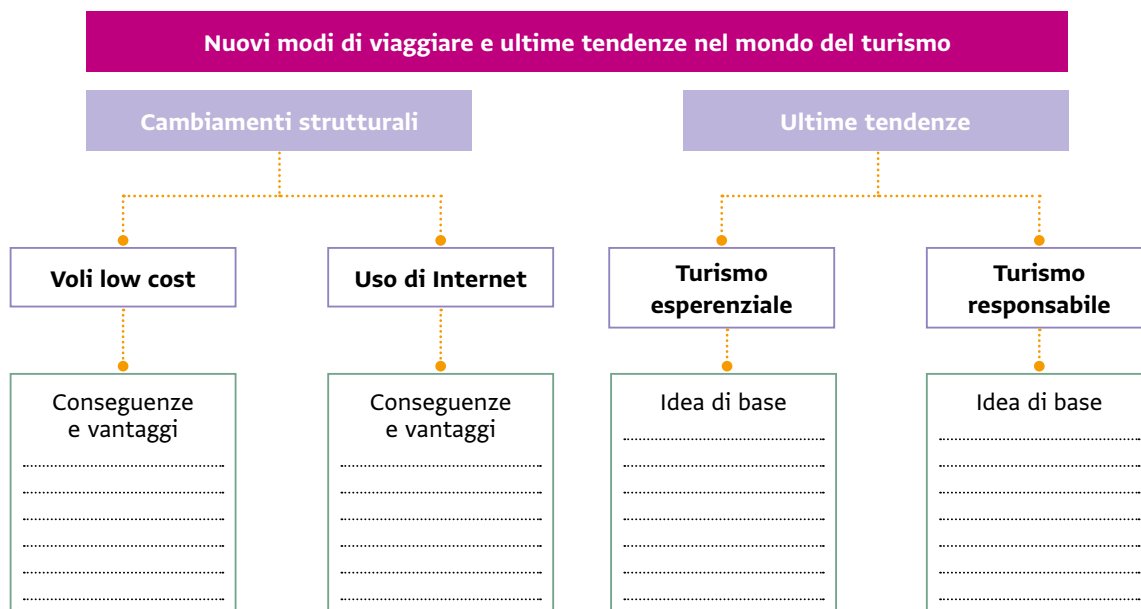 Nuovi modi di viaggiare e ultime tendenze nel mondo del turismo
Cambiamenti strutturali
Ultime tendenze
Voli low cost
Uso di Internet
Turismo
esperenziale
Turismo
responsabile
Conseguenze
e vantaggi
Conseguenze
e vantaggi
Idea di base
Idea di base